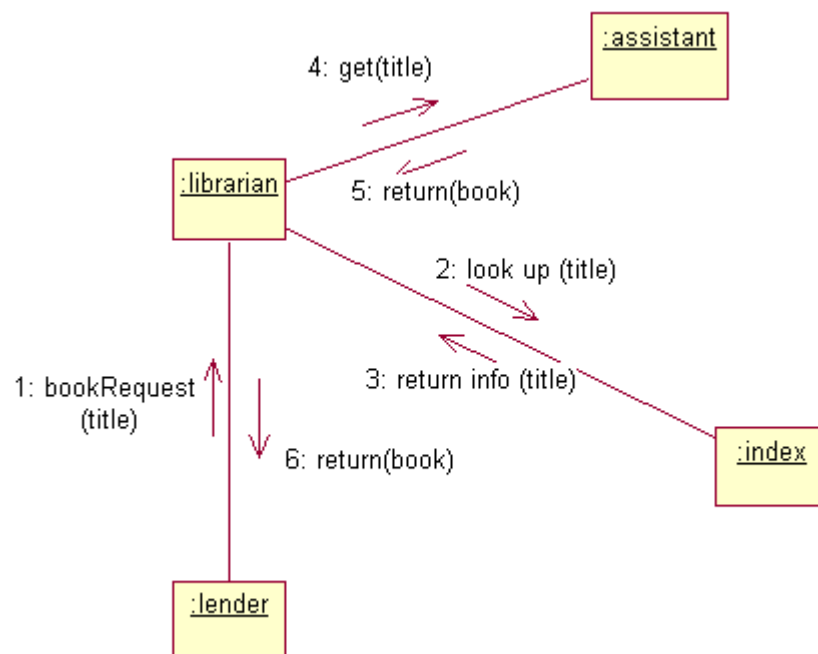 :assistant
4: get(title)
:librarian
5: return(book)
2: look up (title)
1: bookRequest
(title)
3: return info (title)
:index
6: return(book)
:lender